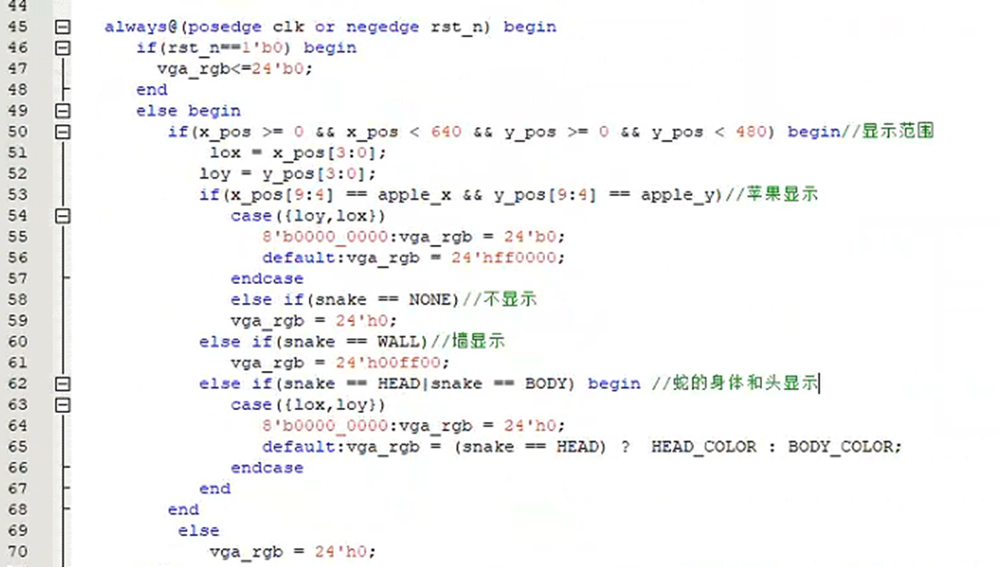 44
45 always@(posedge clk or negedge rst_n) begin
46 if(rst_n==1'b0) begin
47 vga_rgb<=24'b0;
48 end
49 else begin
50 if(x_pos >= 0 && x_pos < 640 && y_pos >= 0 && y_pos < 480) begin//显示范围
51 lox = x_pos[3:0];
52 loy = y_pos[3:0];
53 if(x_pos[9:4] == apple_x && y_pos[9:4] == apple_y)//苹果显示
54 case({loy,lox})
55 8'b0000_0000:vga_rgb = 24'b0;
56 default:vga_rgb = 24'hff0000;
57 endcase
58 else if(snake == NONE)//不显示
59 vga_rgb = 24'h0;
60 else if(snake == WALL)//墙显示
61 vga_rgb = 24'h00ff00;
62 else if(snake == HEAD|snake == BODY) begin //蛇的身体和头显示
63 case({lox,loy})
64 8'b0000_0000:vga_rgb = 24'h0;
65 default:vga_rgb = (snake == HEAD) ? HEAD_COLOR : BODY_COLOR;
66 endcase
67 end
68 end
69 else
70 vga_rgb = 24'h0;